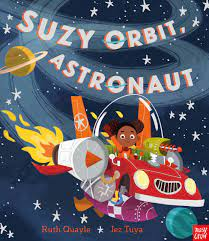 SUZY ORBIT,
ASTRONAUT
Ruth Quayle Jez Tuya
nosy
crow